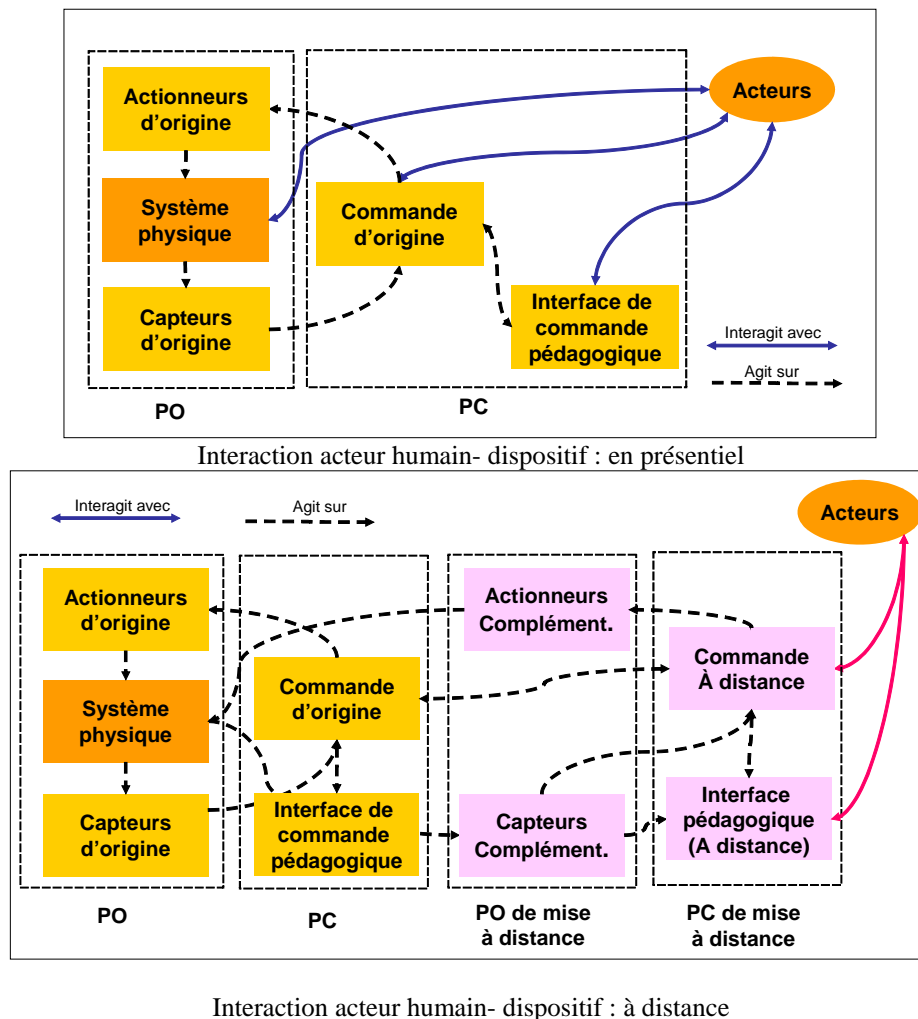 Actionneurs
d'origine
Système
physique
Capteurs
d'origine
PO
Commande
d'origine
Interface de
commande
pédagogique
PC
Acteurs
Interagit avec
Agit sur
Interaction acteur humain- dispositif : en présentiel
Interagit avec
Agit sur
Acteurs
Actionneurs
d'origine
Système
physique
Capteurs
d'origine
PO
Commande
d'origine
Interface de
commande
pédagogique
PC
Actionneurs
Complément.
Capteurs
Complément.
PO de mise
à distance
Commande
À distance
Interface
pédagogique
(A distance)
PC de mise
à distance
Interaction acteur humain- dispositif : à distance